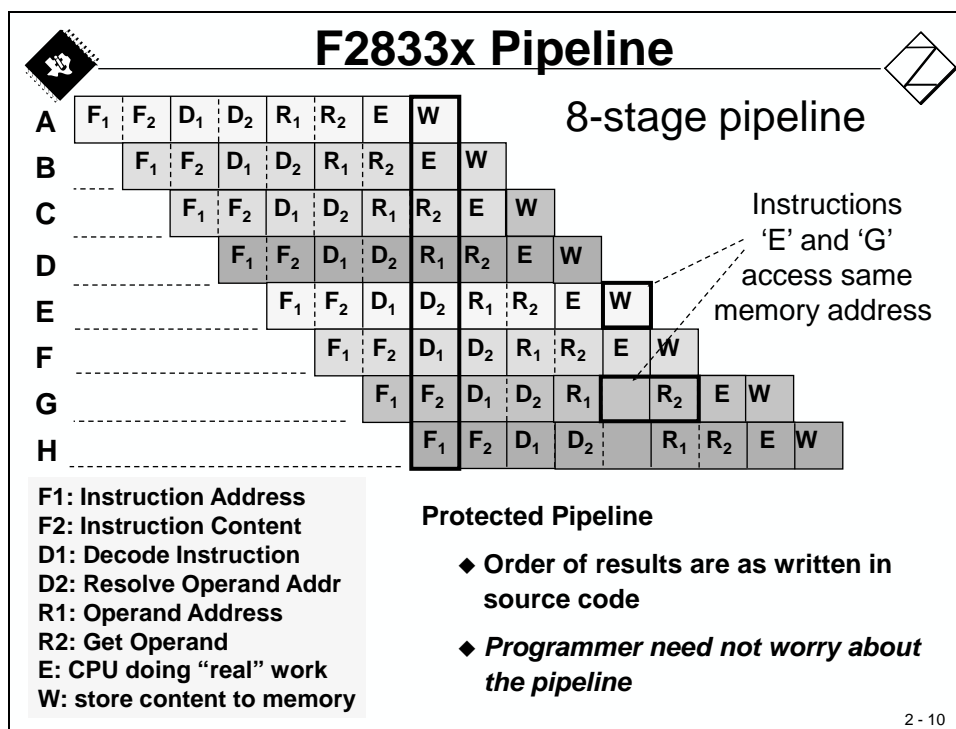 F2833x Pipeline
8-stage pipeline
A F₁ F₂ D₁ D₂ R₁ R₂ E W
B F₁ F₂ D₁ D₂ R₁ R₂ E W
C F₁ F₂ D₁ D₂ R₁ R₂ E W
D F₁ F₂ D₁ D₂ R₁ R₂ E W
E F₁ F₂ D₁ D₂ R₁ R₂ E W
F F₁ F₂ D₁ D₂ R₁ R₂ E W
G F₁ F₂ D₁ D₂ R₁ R₂ E W
H F₁ F₂ D₁ D₂ R₁ R₂ E W
Instructions
‘E’ and ‘G’
access same
memory address
F1: Instruction Address
F2: Instruction Content
D1: Decode Instruction
D2: Resolve Operand Addr
R1: Operand Address
R2: Get Operand
E: CPU doing “real” work
W: store content to memory
Protected Pipeline
◆ Order of results are as written in
source code
◆ Programmer need not worry about
the pipeline
2 - 10